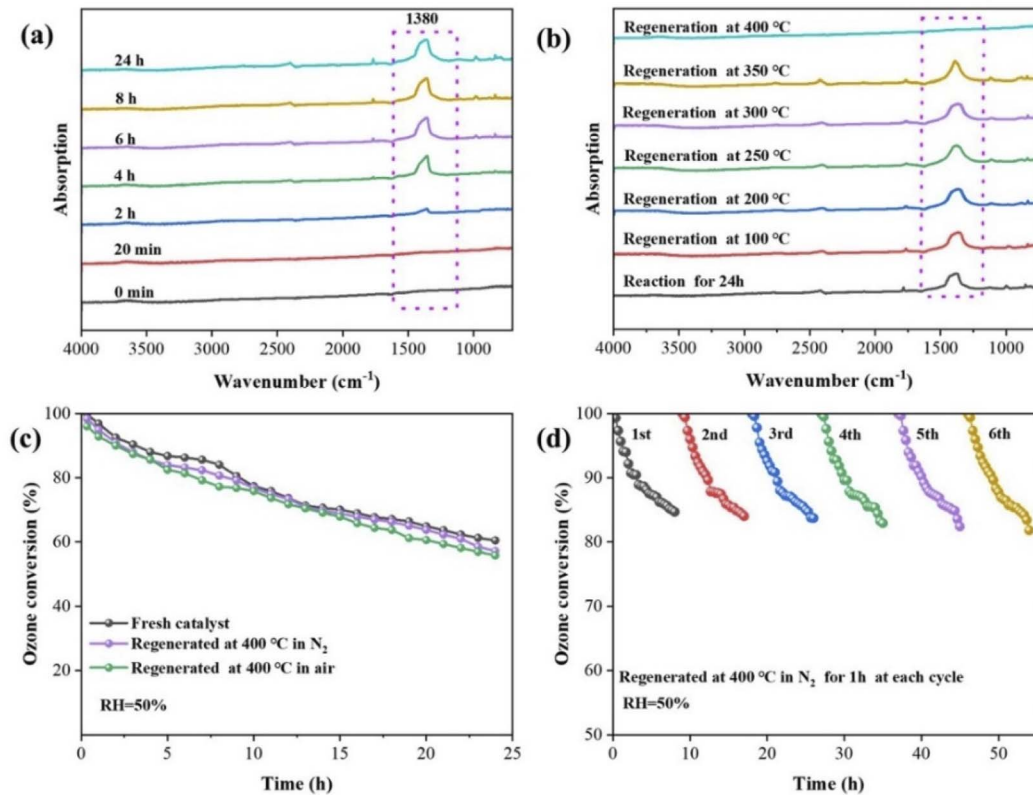 (a)
1380
24 h
8 h
6 h
4 h
2 h
20 min
0 min
Absorption
4000 3500 3000 2500 2000 1500 1000
Wavenumber (cm⁻¹)
(b)
Regeneration at 400 °C
Regeneration at 350 °C
Regeneration at 300 °C
Regeneration at 250 °C
Regeneration at 200 °C
Regeneration at 100 °C
Reaction for 24h
Absorption
4000 3500 3000 2500 2000 1500 1000
Wavenumber (cm⁻¹)
(c)
100
80
60
40
20
Ozone conversion (%)
Fresh catalyst
Regenerated at 400 °C in N₂
Regenerated at 400 °C in air
RH=50%
0 5 10 15 20 25
Time (h)
(d)
100
90
80
70
60
50
Ozone conversion (%)
1st 2nd 3rd 4th 5th 6th
Regenerated at 400 °C in N₂ for 1h at each cycle
RH=50%
0 10 20 30 40 50
Time (h)